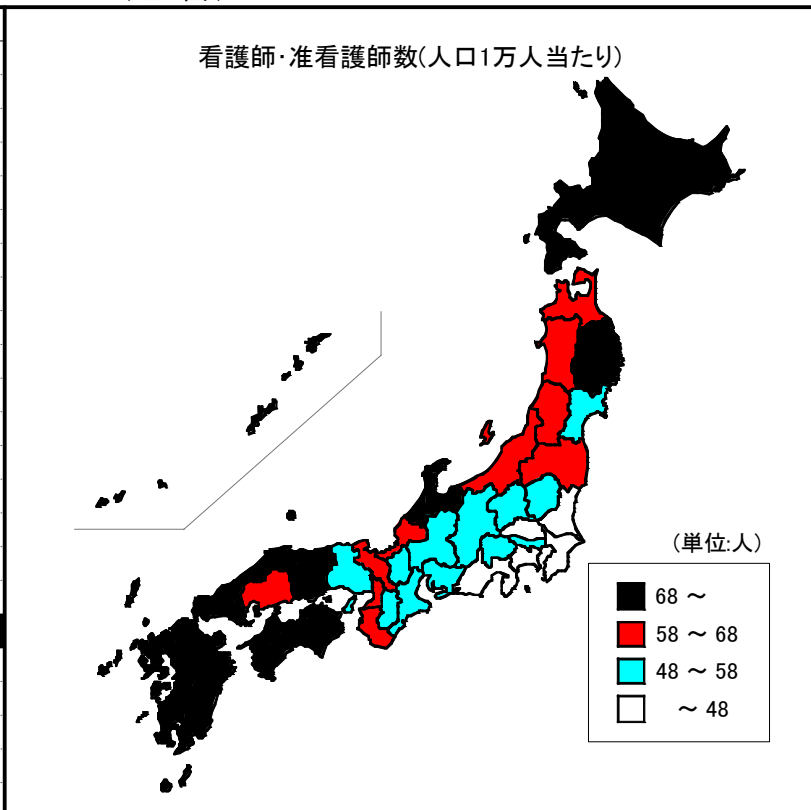 看護師・准看護師数(人口1万人当たり)
(単位:人)
68 ～
58 ～ 68
48 ～ 58
～ 48